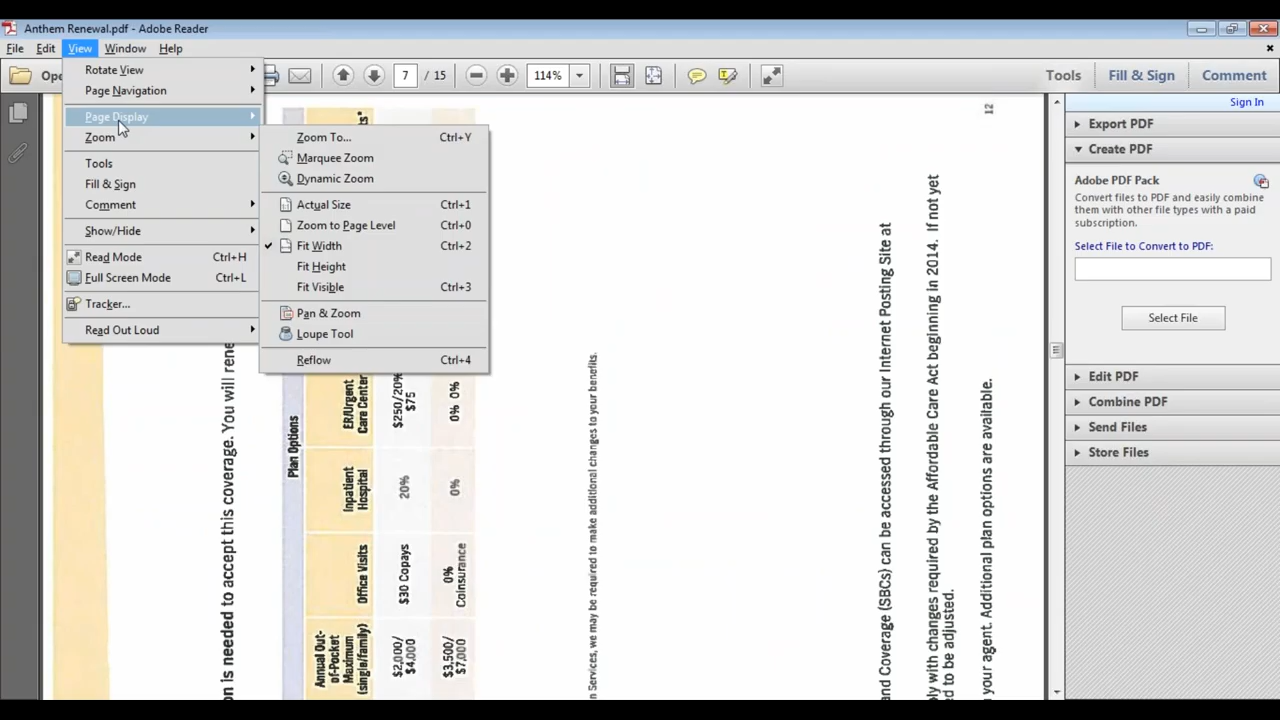 Anthem Renewal.pdf - Adobe Reader
File Edit View Window Help
Ope 7 / 15 114% Tools Fill & Sign Comment
Rotate View
Page Navigation
Page Display
Zoom
Tools
Fill & Sign
Comment
Show/Hide
Read Mode Ctrl+H
Full Screen Mode Ctrl+L
Tracker...
Read Out Loud
Zoom To... Ctrl+Y
Marquee Zoom
Dynamic Zoom
Actual Size Ctrl+1
Zoom to Page Level Ctrl+0
Fit Width Ctrl+2
Fit Height
Fit Visible Ctrl+3
Pan & Zoom
Loupe Tool
Reflow Ctrl+4
on is needed to accept this coverage. You will rene
Plan Options
Annual Out-
of-Pocket
Maximum
(single/family)
Office Visits
Inpatient
Hospital
ER/Urgent
Care Center
s*
$2,000/
$4,000
$30 Copays
20%
$250/20%
$75
$3,500/
$7,000
0%
Coinsurance
0%
0% 0%
n Services, we may be required to make additional changes to your benefits.
and Coverage (SBCs) can be accessed through our Internet Posting Site at
ply with changes required by the Affordable Care Act beginning in 2014. If not yet
d to be adjusted.
your agent. Additional plan options are available.
12
Sign In
Export PDF
Create PDF
Adobe PDF Pack
Convert files to PDF and easily combine
them with other file types with a paid
subscription.
Select File to Convert to PDF:
Select File
Edit PDF
Combine PDF
Send Files
Store Files